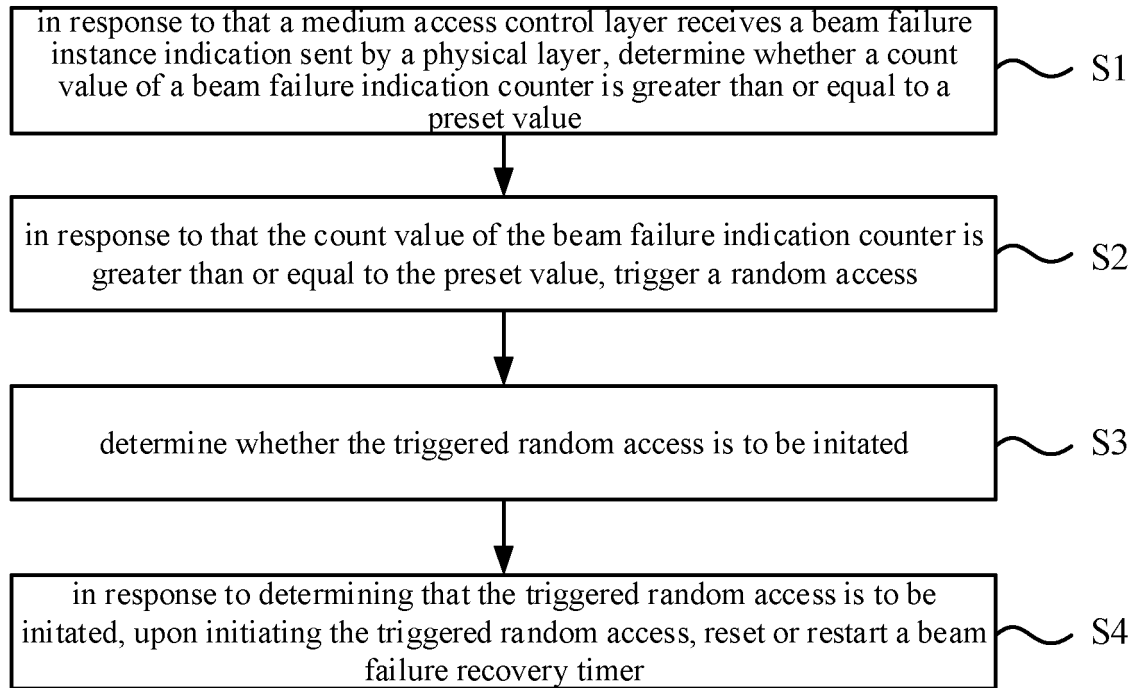 in response to that a medium access control layer receives a beam failure
instance indication sent by a physical layer, determine whether a count
value of a beam failure indication counter is greater than or equal to a
preset value
S1
in response to that the count value of the beam failure indication counter is
greater than or equal to the preset value, trigger a random access
S2
determine whether the triggered random access is to be initated
S3
in response to determining that the triggered random access is to be
initated, upon initiating the triggered random access, reset or restart a beam
failure recovery timer
S4